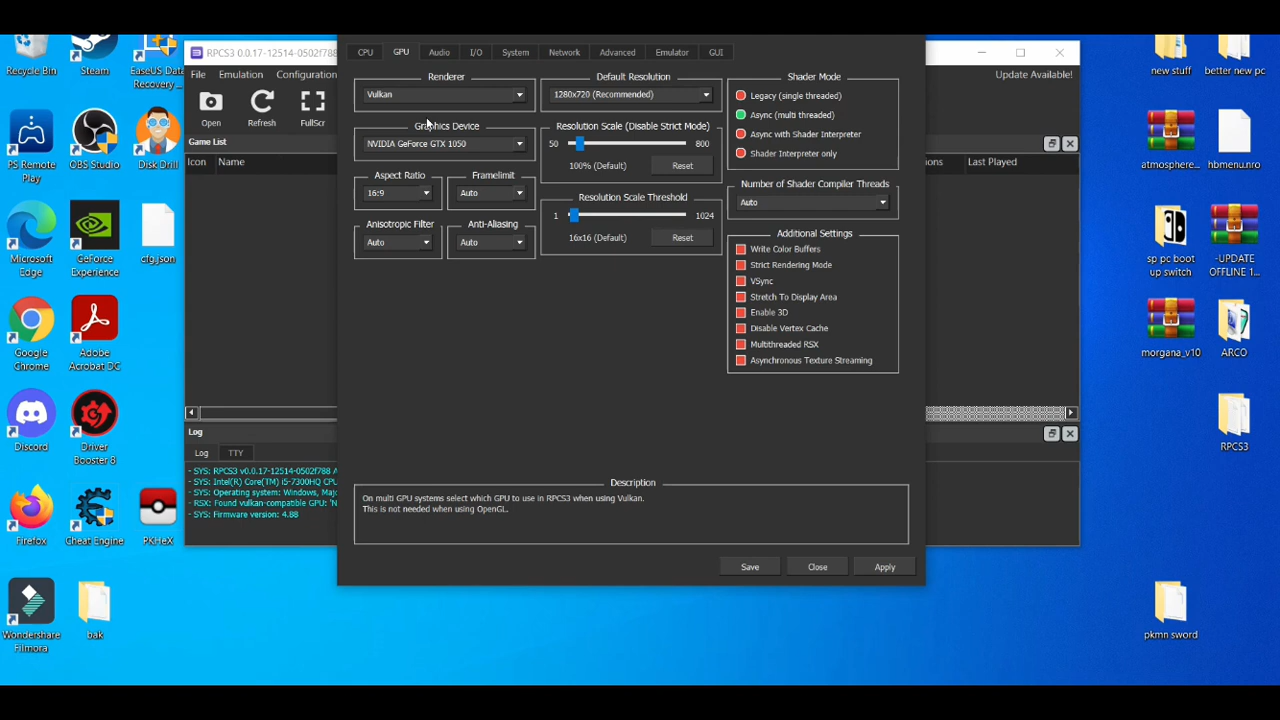 Recycle Bin
Steam
EaseUS Data
Recovery...
PS Remote
Play
OBS Studio
Disk Drill
Microsoft
Edge
GeForce
Experience
cfg.json
Google
Chrome
Adobe
Acrobat DC
Discord
Driver
Booster 8
Firefox
Cheat Engine
PKHeX
Wondershare
Filmora
bak
RPCS3 0.0.17-12514-0502f788
File Emulation Configuration
Update Available!
Open Refresh FullScr
Game List
Icon Name
Last Played
Log
Log TTY
- SYS: RPCS3 v0.0.17-12514-0502f788 A
- SYS: Intel(R) Core(TM) i5-7300HQ CPU
- SYS: Operating system: Windows, Majo
- RSX: Found vulkan-compatible GPU: 'N
- SYS: Firmware version: 4.88
CPU GPU Audio I/O System Network Advanced Emulator GUI
Renderer
Vulkan
Graphics Device
NVIDIA GeForce GTX 1050
Aspect Ratio
16:9
Framelimit
Auto
Anisotropic Filter
Auto
Anti-Aliasing
Auto
Default Resolution
1280x720 (Recommended)
Resolution Scale (Disable Strict Mode)
50 800
100% (Default) Reset
Resolution Scale Threshold
1 1024
16x16 (Default) Reset
Shader Mode
Legacy (single threaded)
Async (multi threaded)
Async with Shader Interpreter
Shader Interpreter only
Number of Shader Compiler Threads
Auto
Additional Settings
Write Color Buffers
Strict Rendering Mode
VSync
Stretch To Display Area
Enable 3D
Disable Vertex Cache
Multithreaded RSX
Asynchronous Texture Streaming
Description
On multi GPU systems select which GPU to use in RPCS3 when using Vulkan.
This is not needed when using OpenGL.
Save Close Apply
new stuff
better new pc
atmosphere...
hbmenu.nro
sp pc boot
up switch
-UPDATE
OFFLINE 1...
morgana_v10
ARCO
RPCS3
pkmn sword